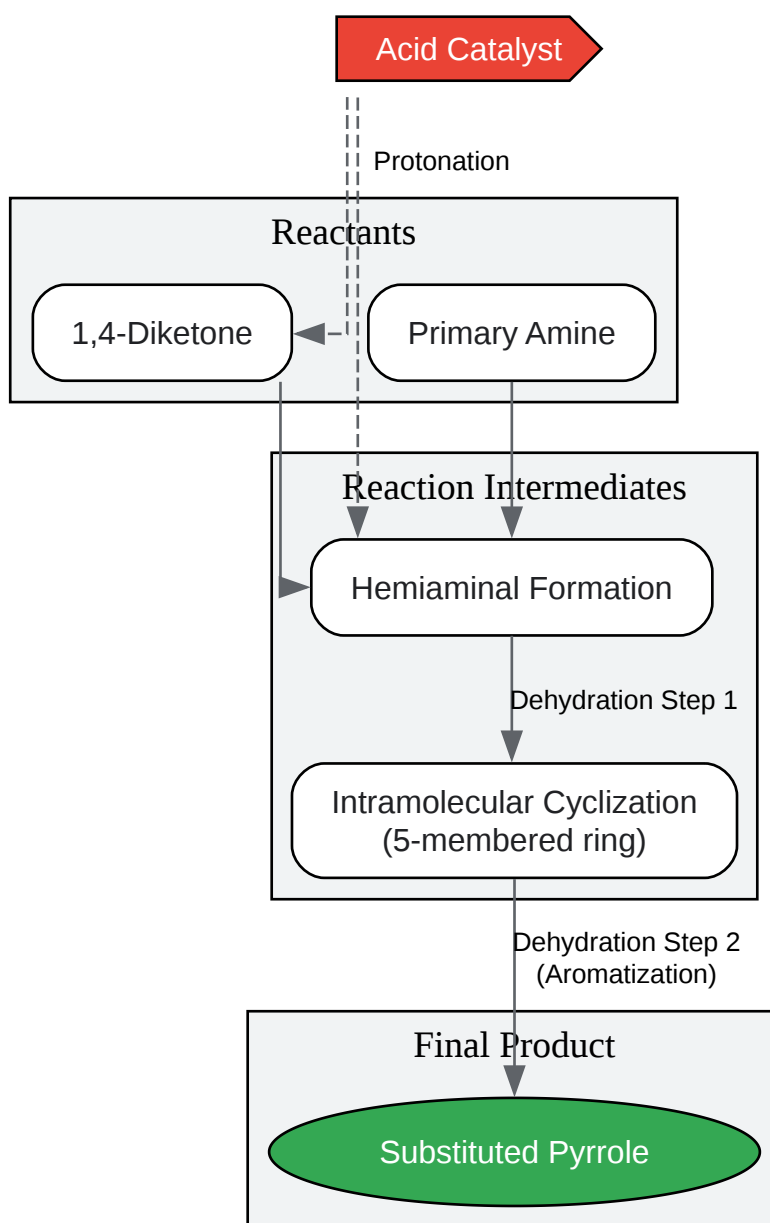 Acid Catalyst
Protonation
Reactants
1,4-Diketone
Primary Amine
Reaction Intermediates
Hemiaminal Formation
Dehydration Step 1
Intramolecular Cyclization
(5-membered ring)
Dehydration Step 2
(Aromatization)
Final Product
Substituted Pyrrole